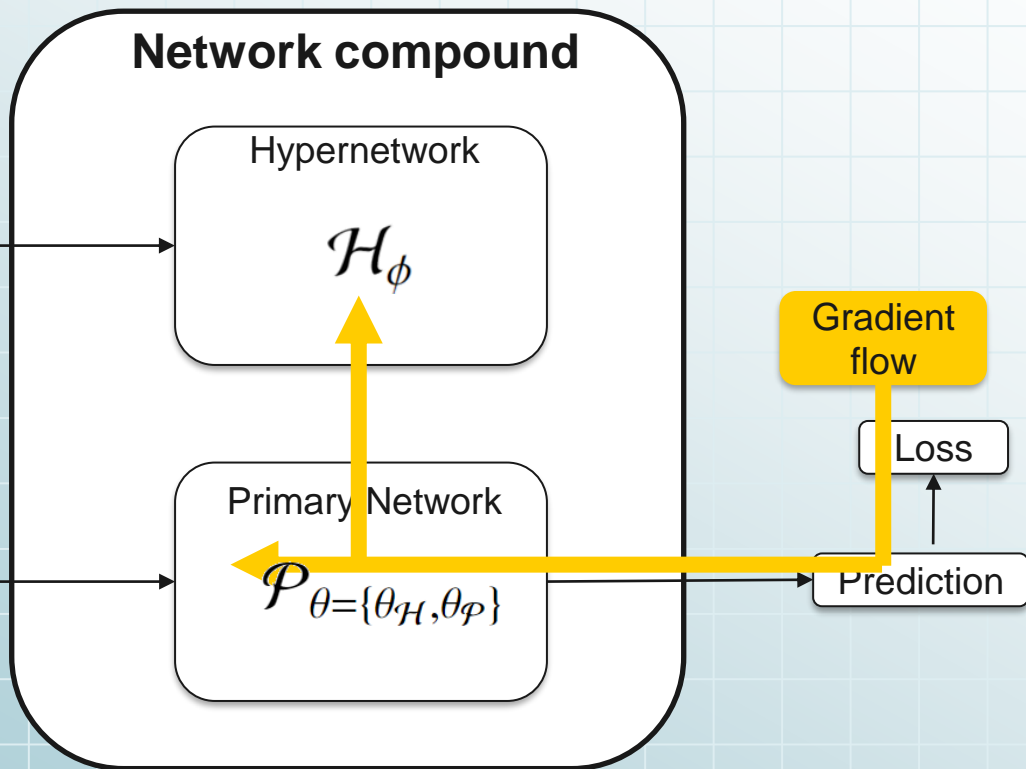 Network compound
Hypernetwork
ℋ_ϕ
Gradient
flow
Loss
Primary Network
𝒫_θ={θ_ℋ,θ_𝒫}
Prediction